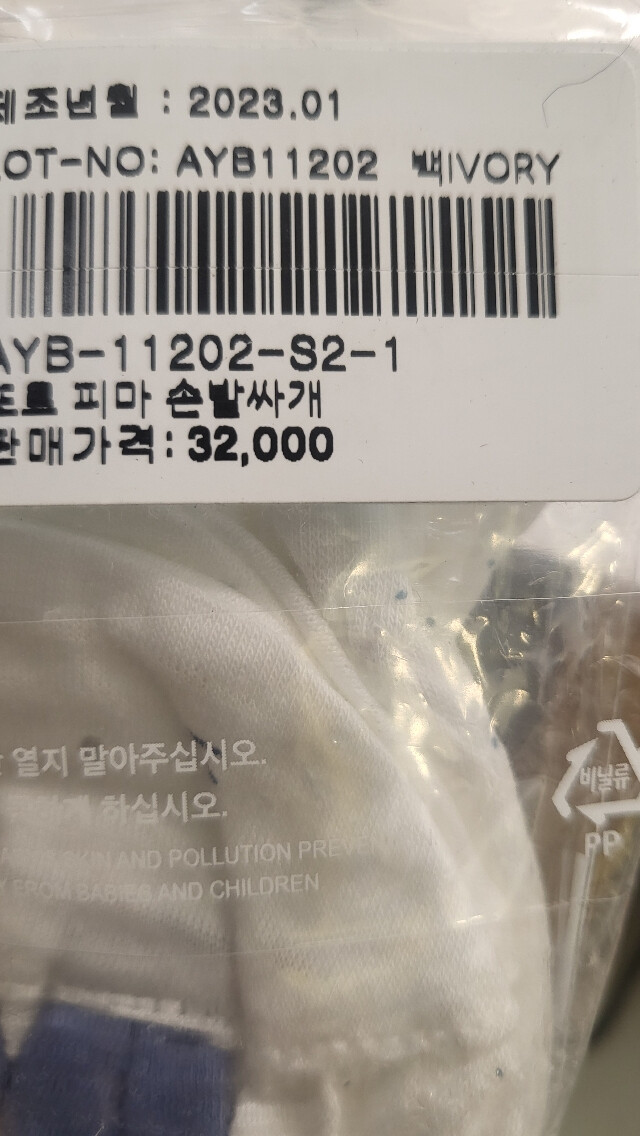 제조년월 : 2023.01
LOT-NO: AYB11202 백IVORY
AYB-11202-S2-1
피마 손발싸개
판매가격: 32,000
열지 말아주십시오.
하십시오.
AND POLLUTION PREVE
FROM BABIES AND CHILDREN
비닐류
PP